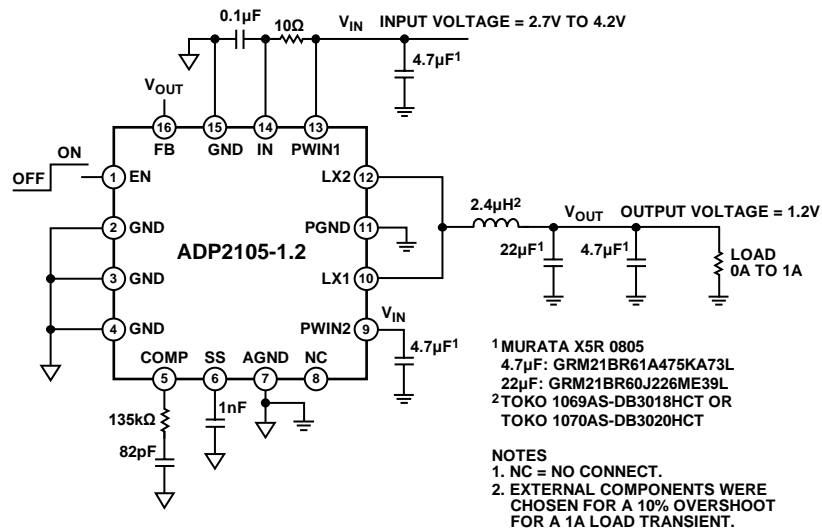 0.1µF
10Ω
VIN
INPUT VOLTAGE = 2.7V TO 4.2V
4.7µF1
VOUT
16
15
14
13
FB
GND
IN
PWIN1
ON
OFF
1
EN
LX2
12
2
GND
PGND
11
ADP2105-1.2
3
GND
LX1
10
4
GND
PWIN2
9
VIN
4.7µF1
COMP
SS
AGND
NC
5
6
7
8
135kΩ
82pF
1nF
2.4µH2
VOUT
OUTPUT VOLTAGE = 1.2V
22µF1
4.7µF1
LOAD
0A TO 1A
1 MURATA X5R 0805
4.7µF: GRM21BR61A475KA73L
22µF: GRM21BR60J226ME39L
2 TOKO 1069AS-DB3018HCT OR
TOKO 1070AS-DB3020HCT
NOTES
1. NC = NO CONNECT.
2. EXTERNAL COMPONENTS WERE
CHOSEN FOR A 10% OVERSHOOT
FOR A 1A LOAD TRANSIENT.